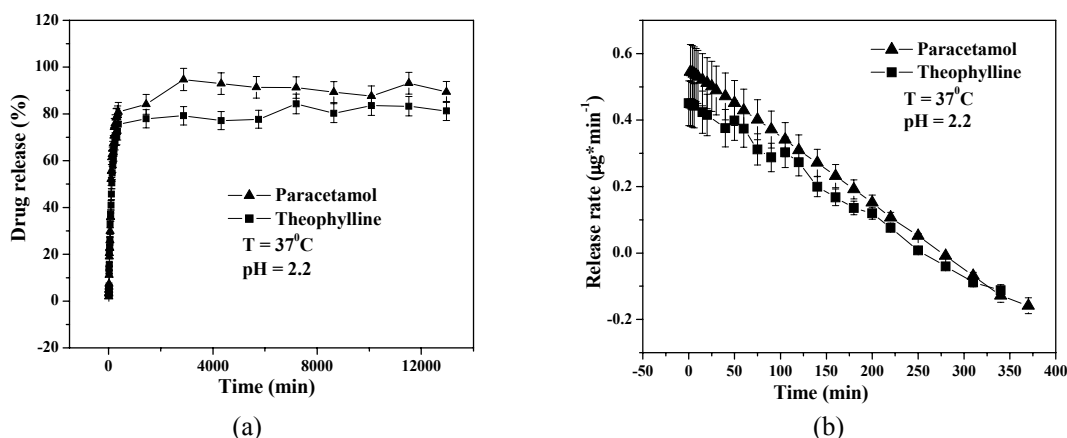 120
100
80
60
40
20
0
-20
Drug release (%)
Paracetamol
Theophylline
T = 37⁰C
pH = 2.2
0 4000 8000 12000
Time (min)
(a)
0.6
0.4
0.2
0.0
-0.2
Release rate (µg*min⁻¹)
Paracetamol
Theophylline
T = 37⁰C
pH = 2.2
-50 0 50 100 150 200 250 300 350 400
Time (min)
(b)